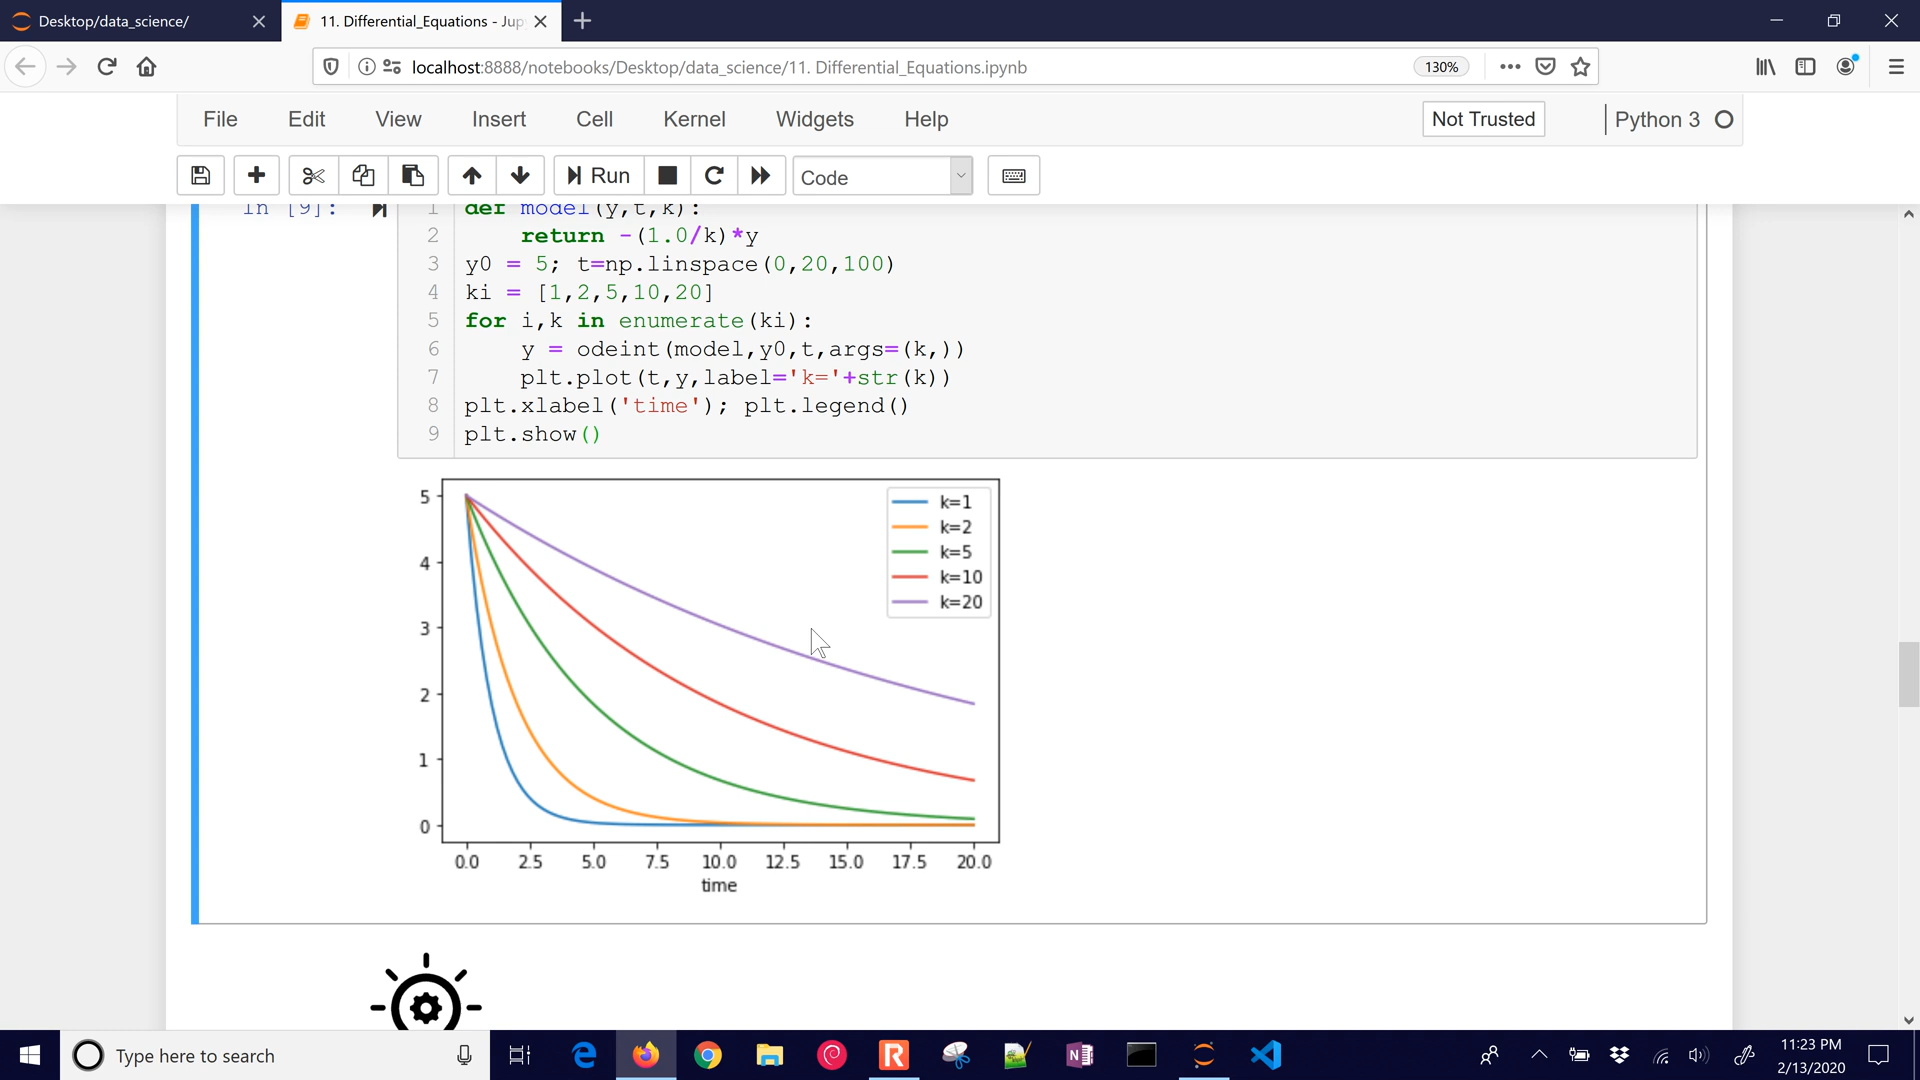 Desktop/data_science/
11. Differential_Equations - Jup
localhost:8888/notebooks/Desktop/data_science/11. Differential_Equations.ipynb
130%
File Edit View Insert Cell Kernel Widgets Help
Not Trusted
Python 3
Run
Code
In [9]:
1 def model(y,t,k):
2     return -(1.0/k)*y
3 y0 = 5; t=np.linspace(0,20,100)
4 ki = [1,2,5,10,20]
5 for i,k in enumerate(ki):
6     y = odeint(model,y0,t,args=(k,))
7     plt.plot(t,y,label='k='+str(k))
8 plt.xlabel('time'); plt.legend()
9 plt.show()
5
4
3
2
1
0
k=1
k=2
k=5
k=10
k=20
0.0 2.5 5.0 7.5 10.0 12.5 15.0 17.5 20.0
time
Type here to search
11:23 PM
2/13/2020